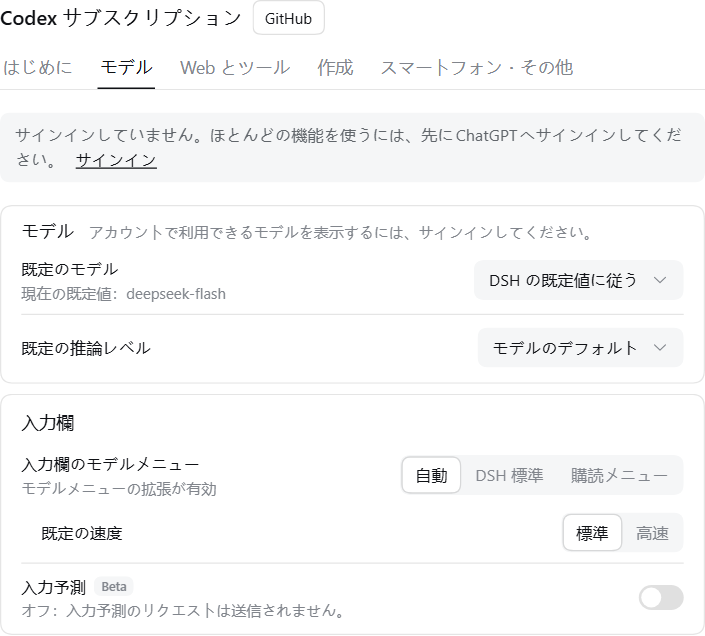 Codex サブスクリプション GitHub
はじめに モデル Web とツール 作成 スマートフォン・その他
サインインしていません。ほとんどの機能を使うには、先に ChatGPT へサインインしてくだ
さい。 サインイン
モデル アカウントで利用できるモデルを表示するには、サインインしてください。
既定のモデル
現在の既定値：deepseek-flash
DSH の既定値に従う
既定の推論レベル
モデルのデフォルト
入力欄
入力欄のモデルメニュー
モデルメニューの拡張が有効
自動 DSH 標準 購読メニュー
既定の速度
標準 高速
入力予測 Beta
オフ：入力予測のリクエストは送信されません。